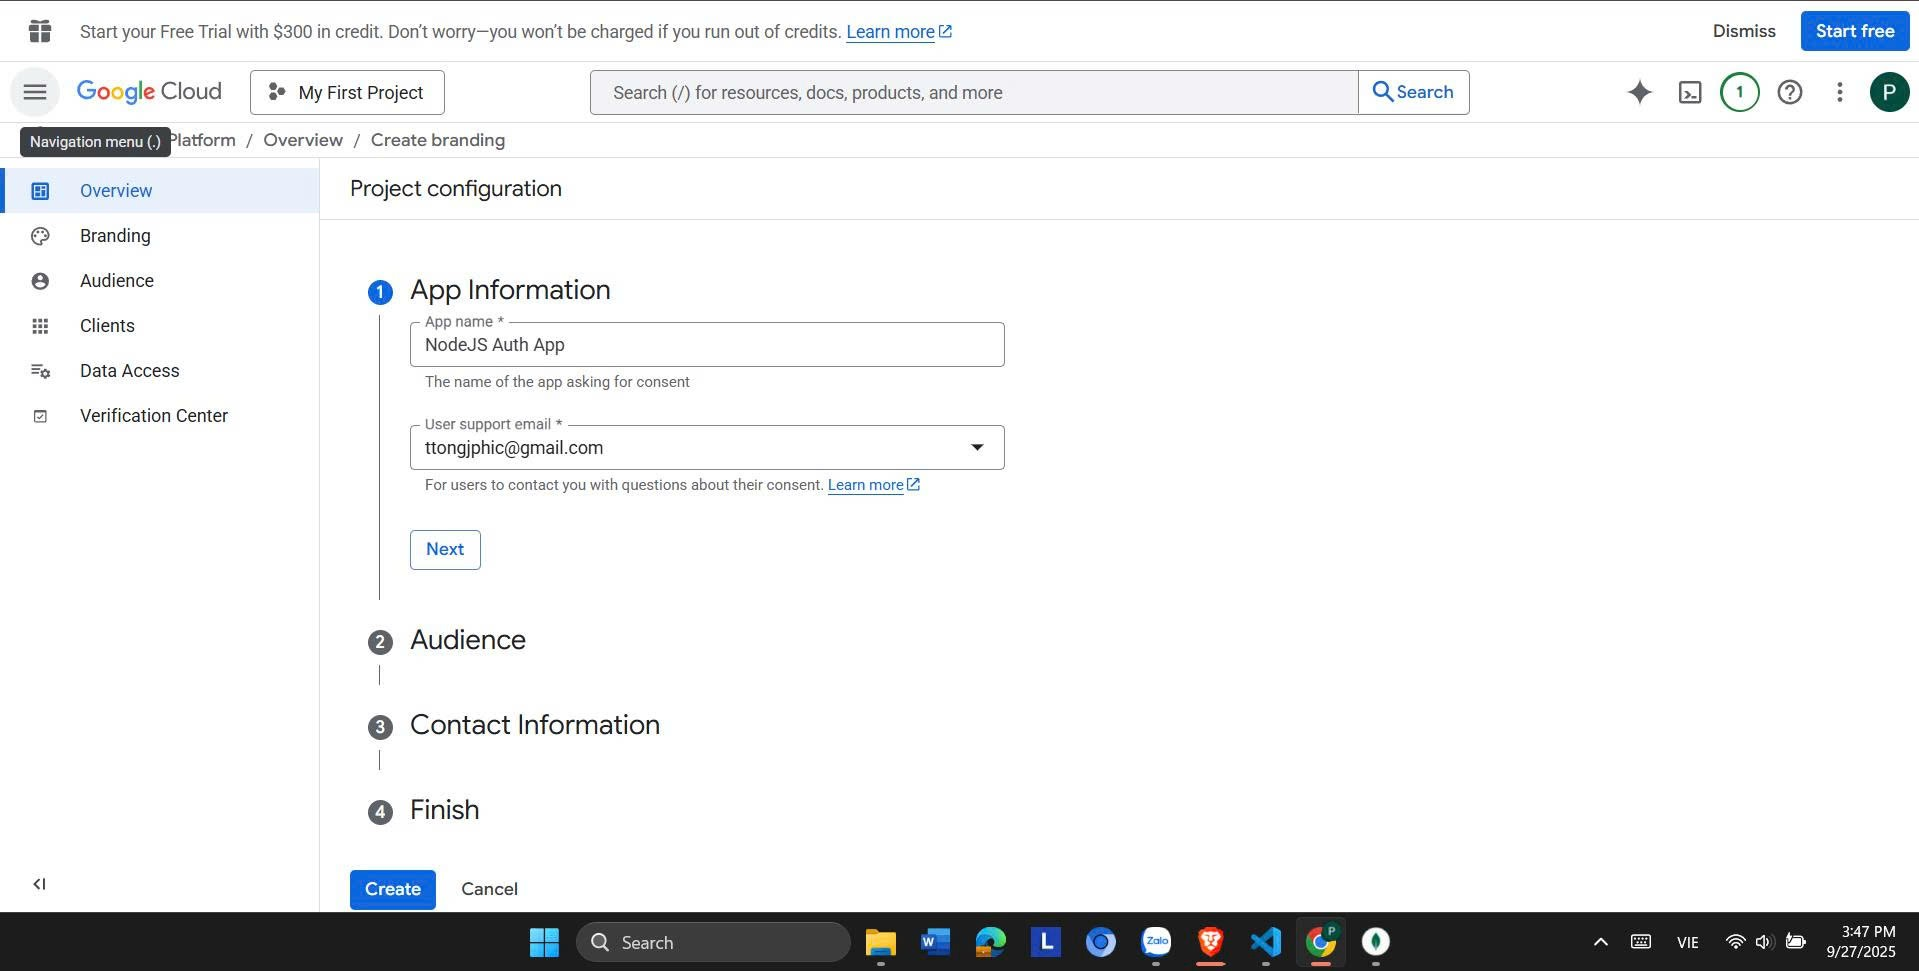 Start your Free Trial with $300 in credit. Don’t worry—you won’t be charged if you run out of credits. Learn more
Dismiss
Start free
Google Cloud
My First Project
Search (/) for resources, docs, products, and more
Search
1
P
Navigation menu (.)
Platform / Overview / Create branding
Overview
Branding
Audience
Clients
Data Access
Verification Center
Project configuration
1 App Information
App name *
NodeJS Auth App
The name of the app asking for consent
User support email *
ttongjphic@gmail.com
For users to contact you with questions about their consent. Learn more
Next
2 Audience
3 Contact Information
4 Finish
Create
Cancel
Search
W
L
Zalo
P
VIE
3:47 PM
9/27/2025